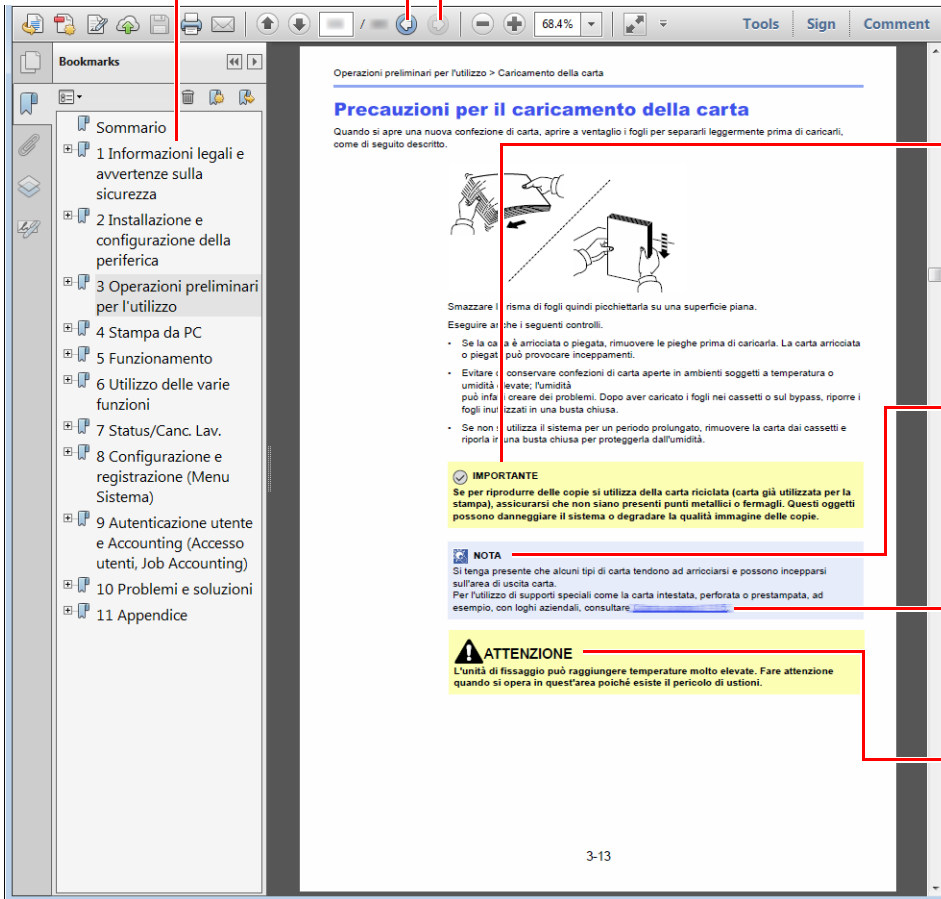 68.4%
Tools
Sign
Comment
Bookmarks
Sommario
1 Informazioni legali e
avvertenze sulla
sicurezza
2 Installazione e
configurazione della
periferica
3 Operazioni preliminari
per l'utilizzo
4 Stampa da PC
5 Funzionamento
6 Utilizzo delle varie
funzioni
7 Status/Canc. Lav.
8 Configurazione e
registrazione (Menu
Sistema)
9 Autenticazione utente
e Accounting (Accesso
utenti, Job Accounting)
10 Problemi e soluzioni
11 Appendice
Operazioni preliminari per l'utilizzo > Caricamento della carta
Precauzioni per il caricamento della carta
Quando si apre una nuova confezione di carta, aprire a ventaglio i fogli per separarli leggermente prima di caricarli,
come di seguito descritto.
Smazzare la risma di fogli quindi picchiettarla su una superficie piana.
Eseguire anche i seguenti controlli.
• Se la carta è arricciata o piegata, rimuovere le pieghe prima di caricarla. La carta arricciata
o piegata può provocare inceppamenti.
• Evitare di conservare confezioni di carta aperte in ambienti soggetti a temperatura o
umidità elevate; l'umidità
può infatti creare dei problemi. Dopo aver caricato i fogli nei cassetti o sul bypass, riporre i
fogli inutilizzati in una busta chiusa.
• Se non si utilizza il sistema per un periodo prolungato, rimuovere la carta dai cassetti e
riporla in una busta chiusa per proteggerla dall'umidità.
IMPORTANTE
Se per riprodurre delle copie si utilizza della carta riciclata (carta già utilizzata per la
stampa), assicurarsi che non siano presenti punti metallici o fermagli. Questi oggetti
possono danneggiare il sistema o degradare la qualità immagine delle copie.
NOTA
Si tenga presente che alcuni tipi di carta tendono ad arricciarsi e possono incepparsi
sull'area di uscita carta.
Per l'utilizzo di supporti speciali come la carta intestata, perforata o prestampata, ad
esempio, con loghi aziendali, consultare
ATTENZIONE
L'unità di fissaggio può raggiungere temperature molto elevate. Fare attenzione
quando si opera in quest'area poiché esiste il pericolo di ustioni.
3-13